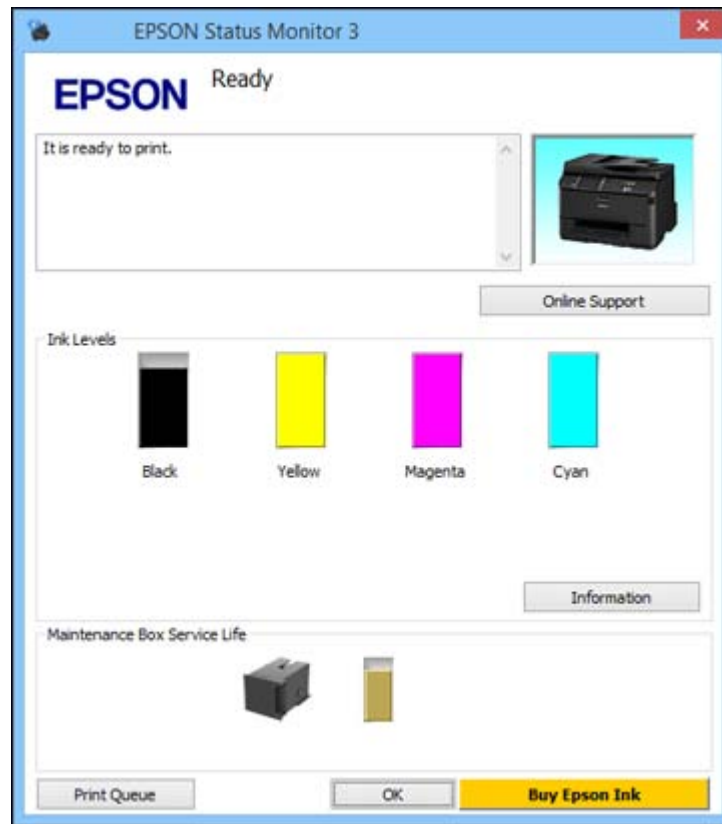 EPSON Status Monitor 3
EPSON
Ready
It is ready to print.
Online Support
Ink Levels
Black
Yellow
Magenta
Cyan
Information
Maintenance Box Service Life
Print Queue
OK
Buy Epson Ink